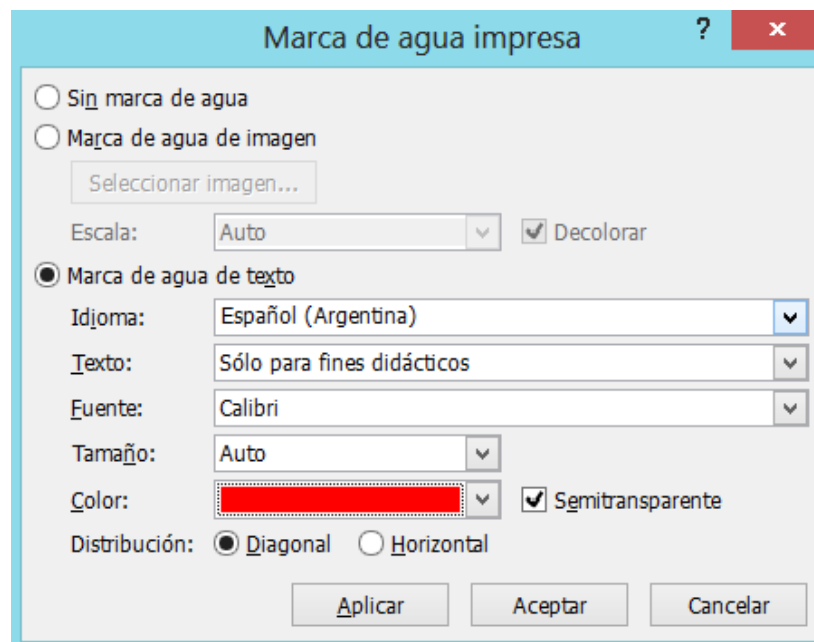 Marca de agua impresa ? x
Sin marca de agua
Marca de agua de imagen
Seleccionar imagen...
Escala: Auto Decolorar
Marca de agua de texto
Idioma: Español (Argentina)
Texto: Sólo para fines didácticos
Fuente: Calibri
Tamaño: Auto
Color: Semitransparente
Distribución: Diagonal Horizontal
Aplicar Aceptar Cancelar